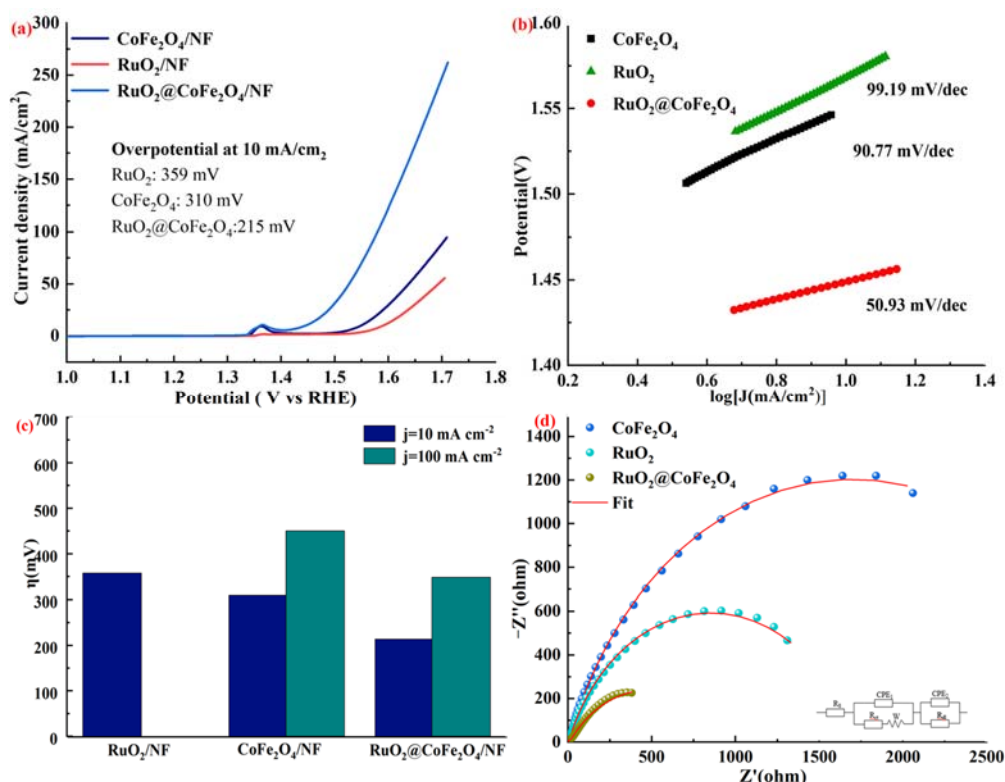 (a)
300
250
200
150
100
50
0
Current density (mA/cm²)
CoFe₂O₄/NF
RuO₂/NF
RuO₂@CoFe₂O₄/NF
Overpotential at 10 mA/cm₂
RuO₂: 359 mV
CoFe₂O₄: 310 mV
RuO₂@CoFe₂O₄:215 mV
1.0 1.1 1.2 1.3 1.4 1.5 1.6 1.7 1.8
Potential ( V vs RHE)
(b)
1.60
1.55
1.50
1.45
1.40
Potential(V)
CoFe₂O₄
RuO₂
RuO₂@CoFe₂O₄
99.19 mV/dec
90.77 mV/dec
50.93 mV/dec
0.2 0.4 0.6 0.8 1.0 1.2 1.4
log[J(mA/cm²)]
(c)
700
600
500
400
300
200
100
0
η(mV)
j=10 mA cm⁻²
j=100 mA cm⁻²
RuO₂/NF CoFe₂O₄/NF RuO₂@CoFe₂O₄/NF
(d)
1400
1200
1000
800
600
400
200
0
-Z''(ohm)
CoFe₂O₄
RuO₂
RuO₂@CoFe₂O₄
Fit
CPE₁ CPE
W
0 500 1000 1500 2000 2500
Z'(ohm)